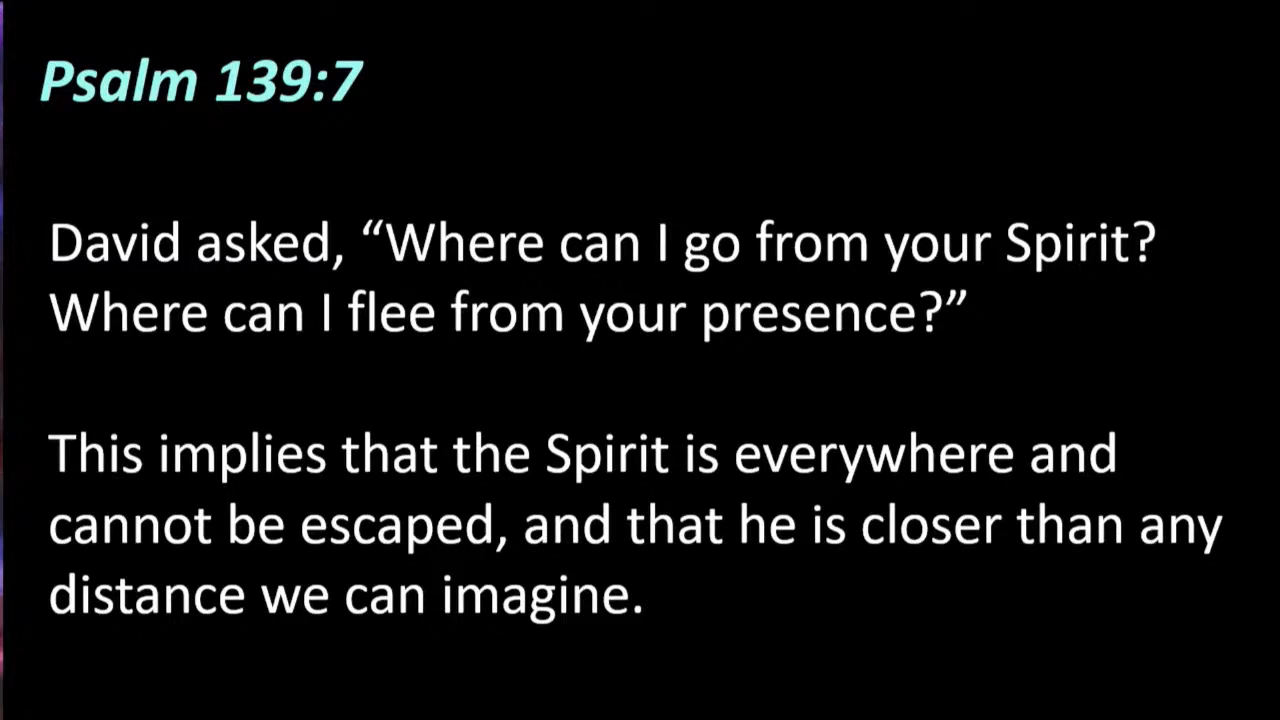 Psalm 139:7
David asked, “Where can I go from your Spirit?
Where can I flee from your presence?”
This implies that the Spirit is everywhere and
cannot be escaped, and that he is closer than any
distance we can imagine.